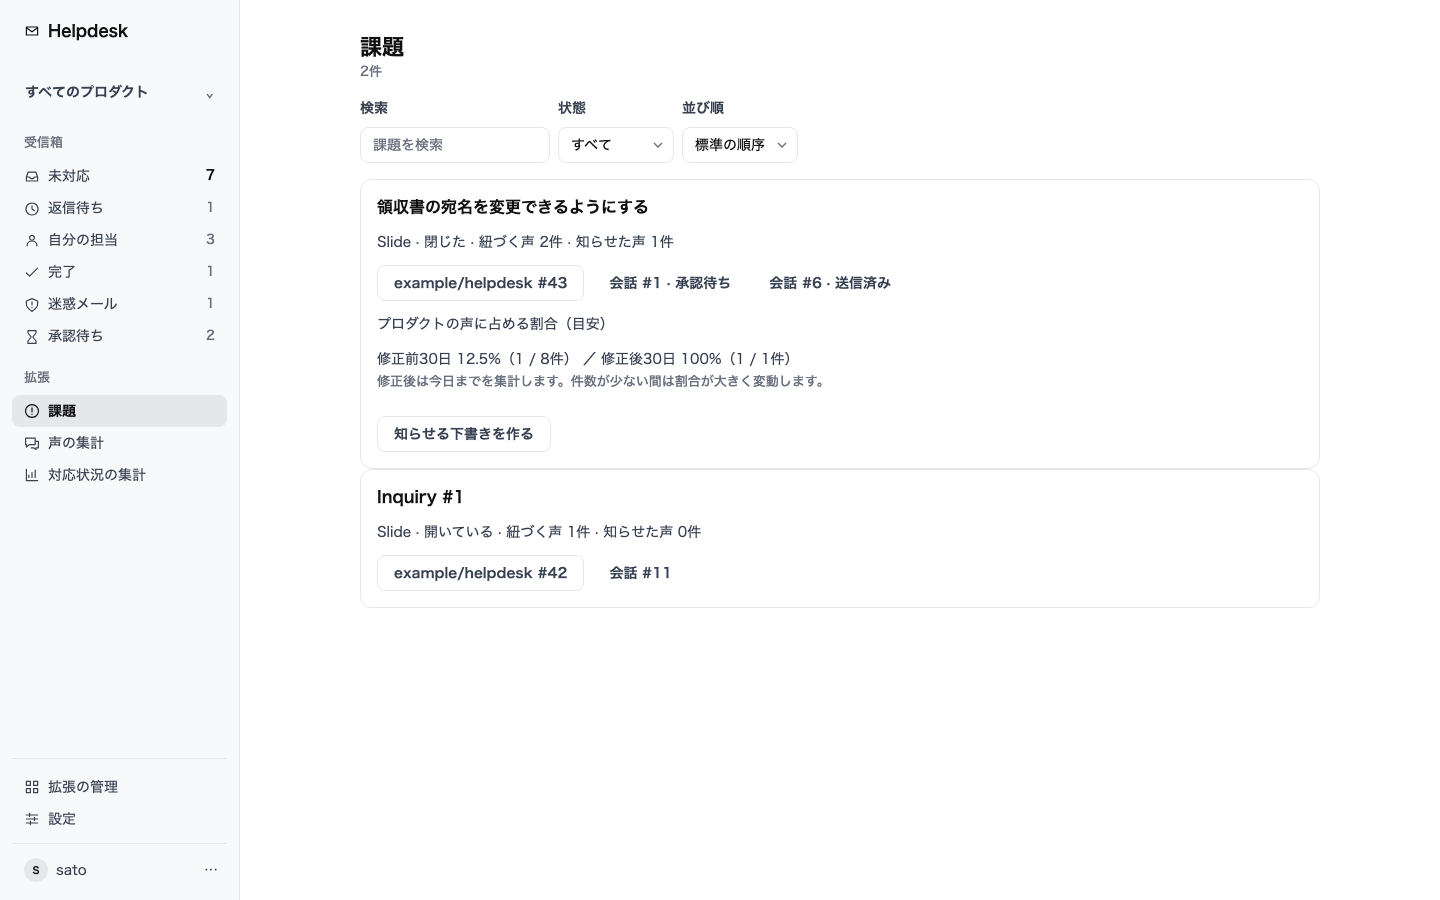 Helpdesk
すべてのプロダクト
受信箱
未対応 7
返信待ち 1
自分の担当 3
完了 1
迷惑メール 1
承認待ち 2
拡張
課題
声の集計
対応状況の集計
拡張の管理
設定
S sato ...
課題
2件
検索 状態 並び順
課題を検索 すべて 標準の順序
領収書の宛名を変更できるようにする
Slide · 閉じた · 紐づく声 2件 · 知らせた声 1件
example/helpdesk #43 会話 #1 · 承認待ち 会話 #6 · 送信済み
プロダクトの声に占める割合（目安）
修正前30日 12.5%（1 / 8件） ／ 修正後30日 100%（1 / 1件）
修正後は今日までを集計します。件数が少ない間は割合が大きく変動します。
知らせる下書きを作る
Inquiry #1
Slide · 開いている · 紐づく声 1件 · 知らせた声 0件
example/helpdesk #42 会話 #11